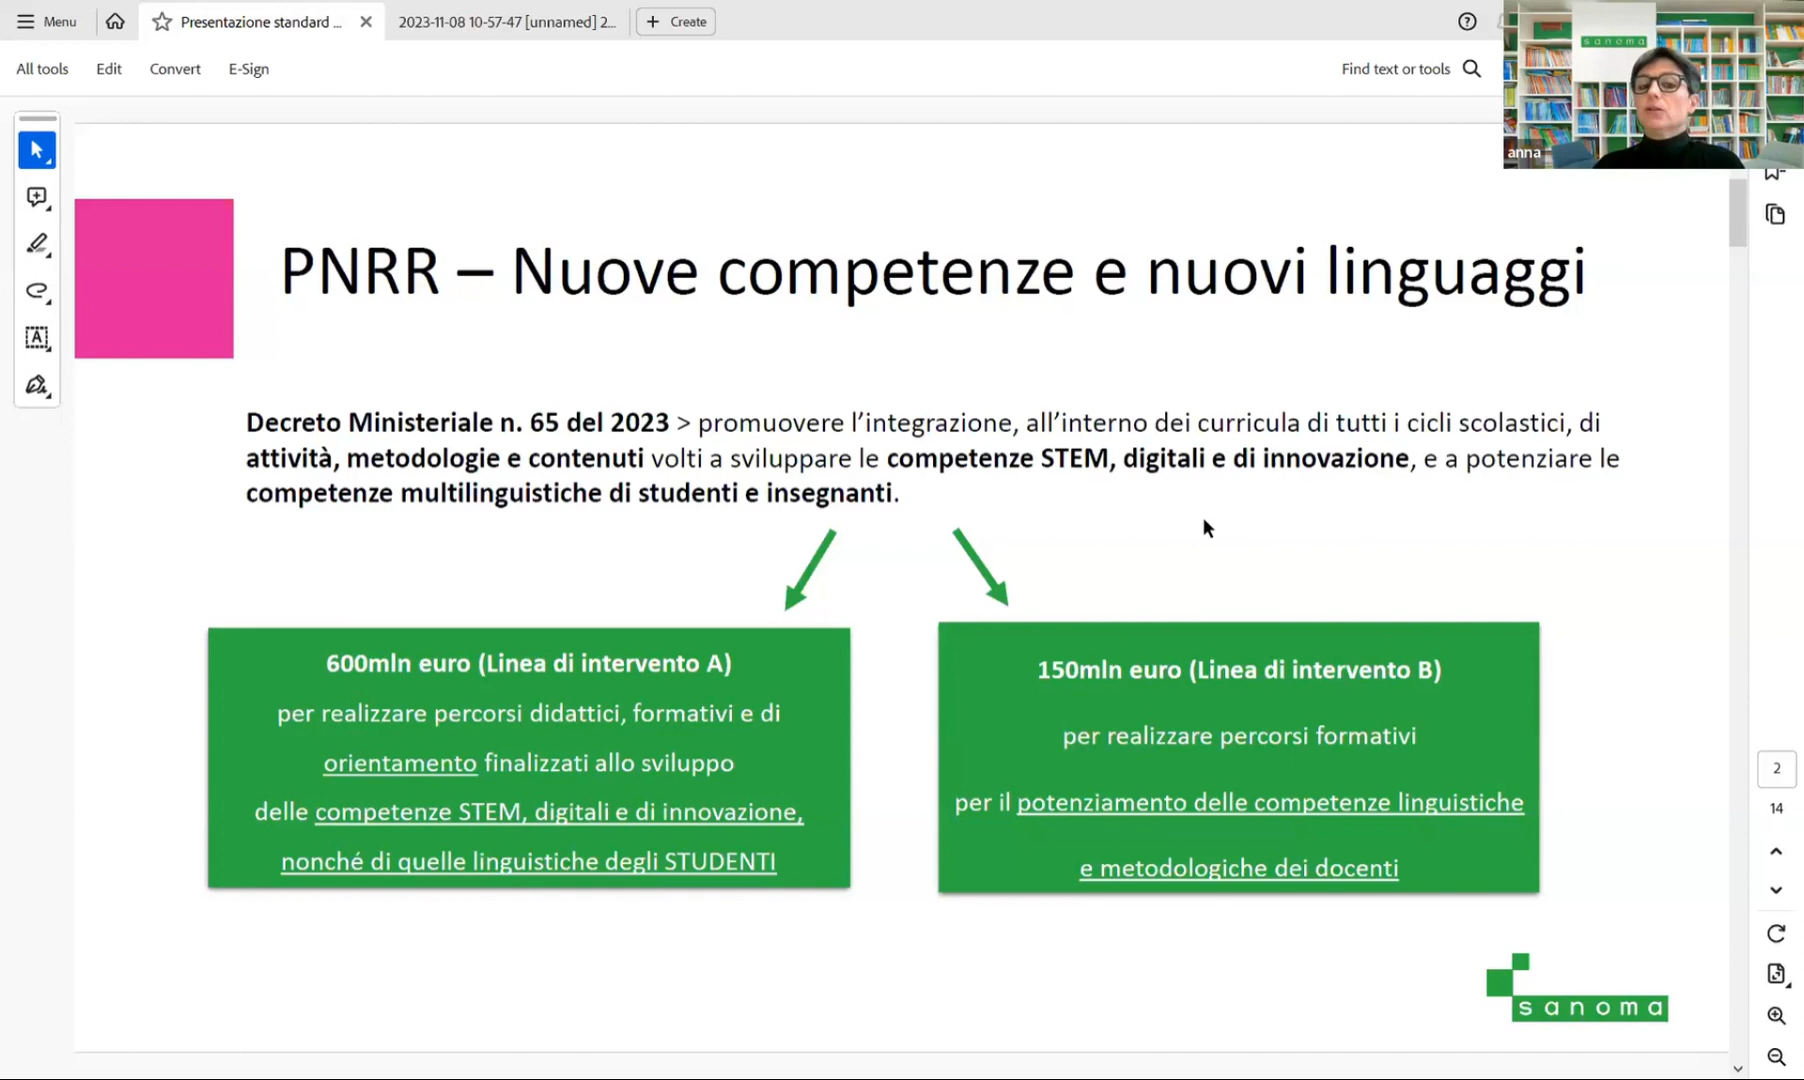 Menu
Presentazione standard ...
2023-11-08 10-57-47 [unnamed] 2...
+ Create
All tools
Edit
Convert
E-Sign
Find text or tools
sanoma
anna
PNRR – Nuove competenze e nuovi linguaggi
Decreto Ministeriale n. 65 del 2023 > promuovere l’integrazione, all’interno dei curricula di tutti i cicli scolastici, di
attività, metodologie e contenuti volti a sviluppare le competenze STEM, digitali e di innovazione, e a potenziare le
competenze multilinguistiche di studenti e insegnanti.
600mln euro (Linea di intervento A)
per realizzare percorsi didattici, formativi e di
orientamento finalizzati allo sviluppo
delle competenze STEM, digitali e di innovazione,
nonché di quelle linguistiche degli STUDENTI
150mln euro (Linea di intervento B)
per realizzare percorsi formativi
per il potenziamento delle competenze linguistiche
e metodologiche dei docenti
2
14
sanoma